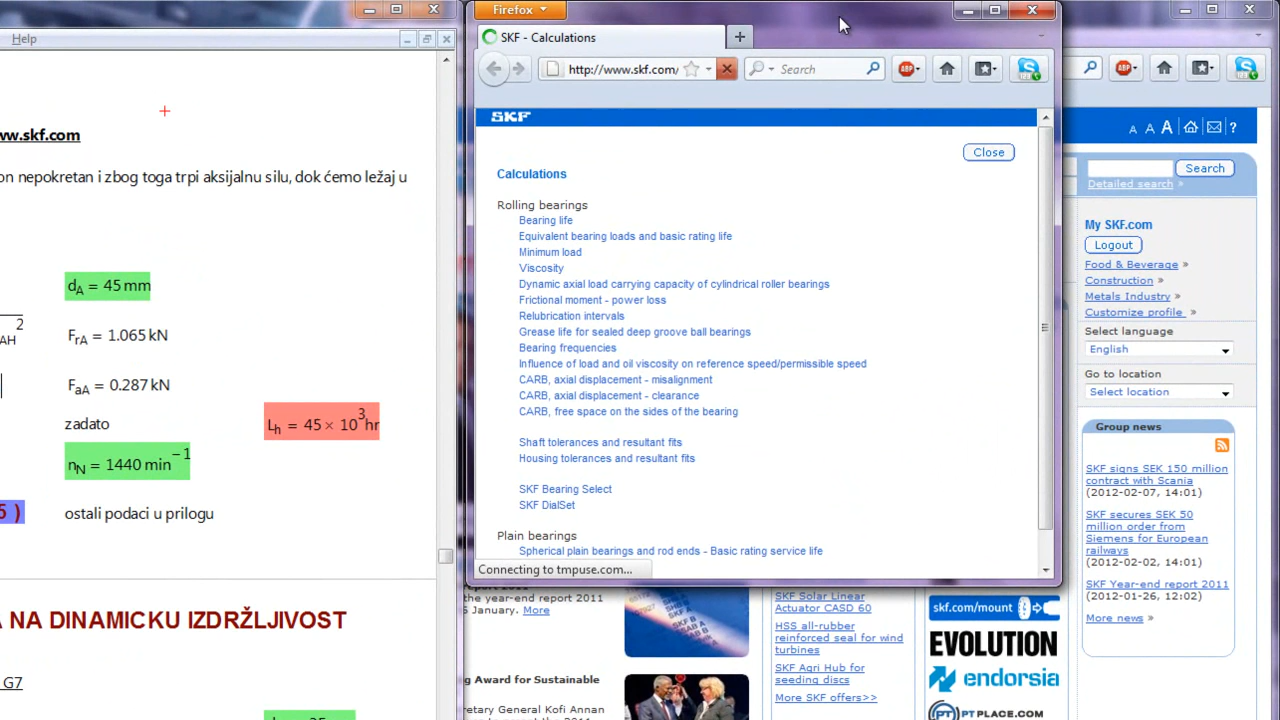 Help
ww.skf.com
on nepokretan i zbog toga trpi aksijalnu silu, dok ćemo ležaj u
dA = 45 mm
AH 2
FrA = 1.065 kN
FaA = 0.287 kN
zadato
Lh = 45 × 10 3 hr
nN = 1440 min −1
5 )
ostali podaci u prilogu
A NA DINAMICKU IZDRŽLJIVOST
G7
Firefox
SKF - Calculations
http://www.skf.com/
Search
ABP
SKF
Close
Calculations
Rolling bearings
Bearing life
Equivalent bearing loads and basic rating life
Minimum load
Viscosity
Dynamic axial load carrying capacity of cylindrical roller bearings
Frictional moment - power loss
Relubrication intervals
Grease life for sealed deep groove ball bearings
Bearing frequencies
Influence of load and oil viscosity on reference speed/permissible speed
CARB, axial displacement - misalignment
CARB, axial displacement - clearance
CARB, free space on the sides of the bearing
Shaft tolerances and resultant fits
Housing tolerances and resultant fits
SKF Bearing Select
SKF DialSet
Plain bearings
Spherical plain bearings and rod ends - Basic rating service life
Connecting to tmpuse.com...
ABP
A A A ?
Search
Detailed search »
My SKF.com
Logout
Food & Beverage »
Construction »
Metals Industry »
Customize profile »
Select language
English
Go to location
Select location
Group news
SKF signs SEK 150 million
contract with Scania
(2012-02-07, 14:01)
SKF secures SEK 50
million order from
Siemens for European
railways
(2012-02-02, 14:01)
SKF Year-end report 2011
(2012-01-26, 12:02)
More news »
the year-end report 2011
January. More
g Award for Sustainable
cretary General Kofi Annan
SKF Solar Linear
Actuator CASD 60
HSS all-rubber
reinforced seal for wind
turbines
SKF Agri Hub for
seeding discs
More SKF offers>>
skf.com/mount
EVOLUTION
endorsia
PT PLACE.COM